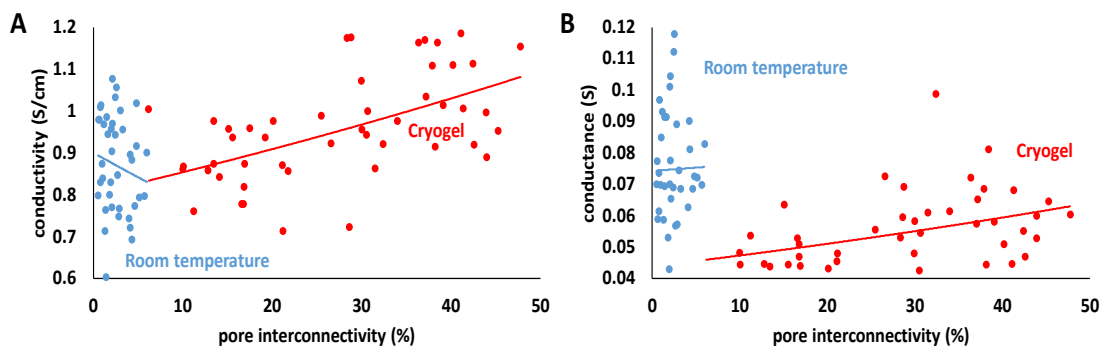 A
conductivity (S/cm)
1.2
1.1
1
0.9
0.8
0.7
0.6
Cryogel
Room temperature
0 10 20 30 40 50
pore interconnectivity (%)
B
conductance (S)
0.12
0.11
0.10
0.09
0.08
0.07
0.06
0.05
0.04
Room temperature
Cryogel
0 10 20 30 40 50
pore interconnectivity (%)